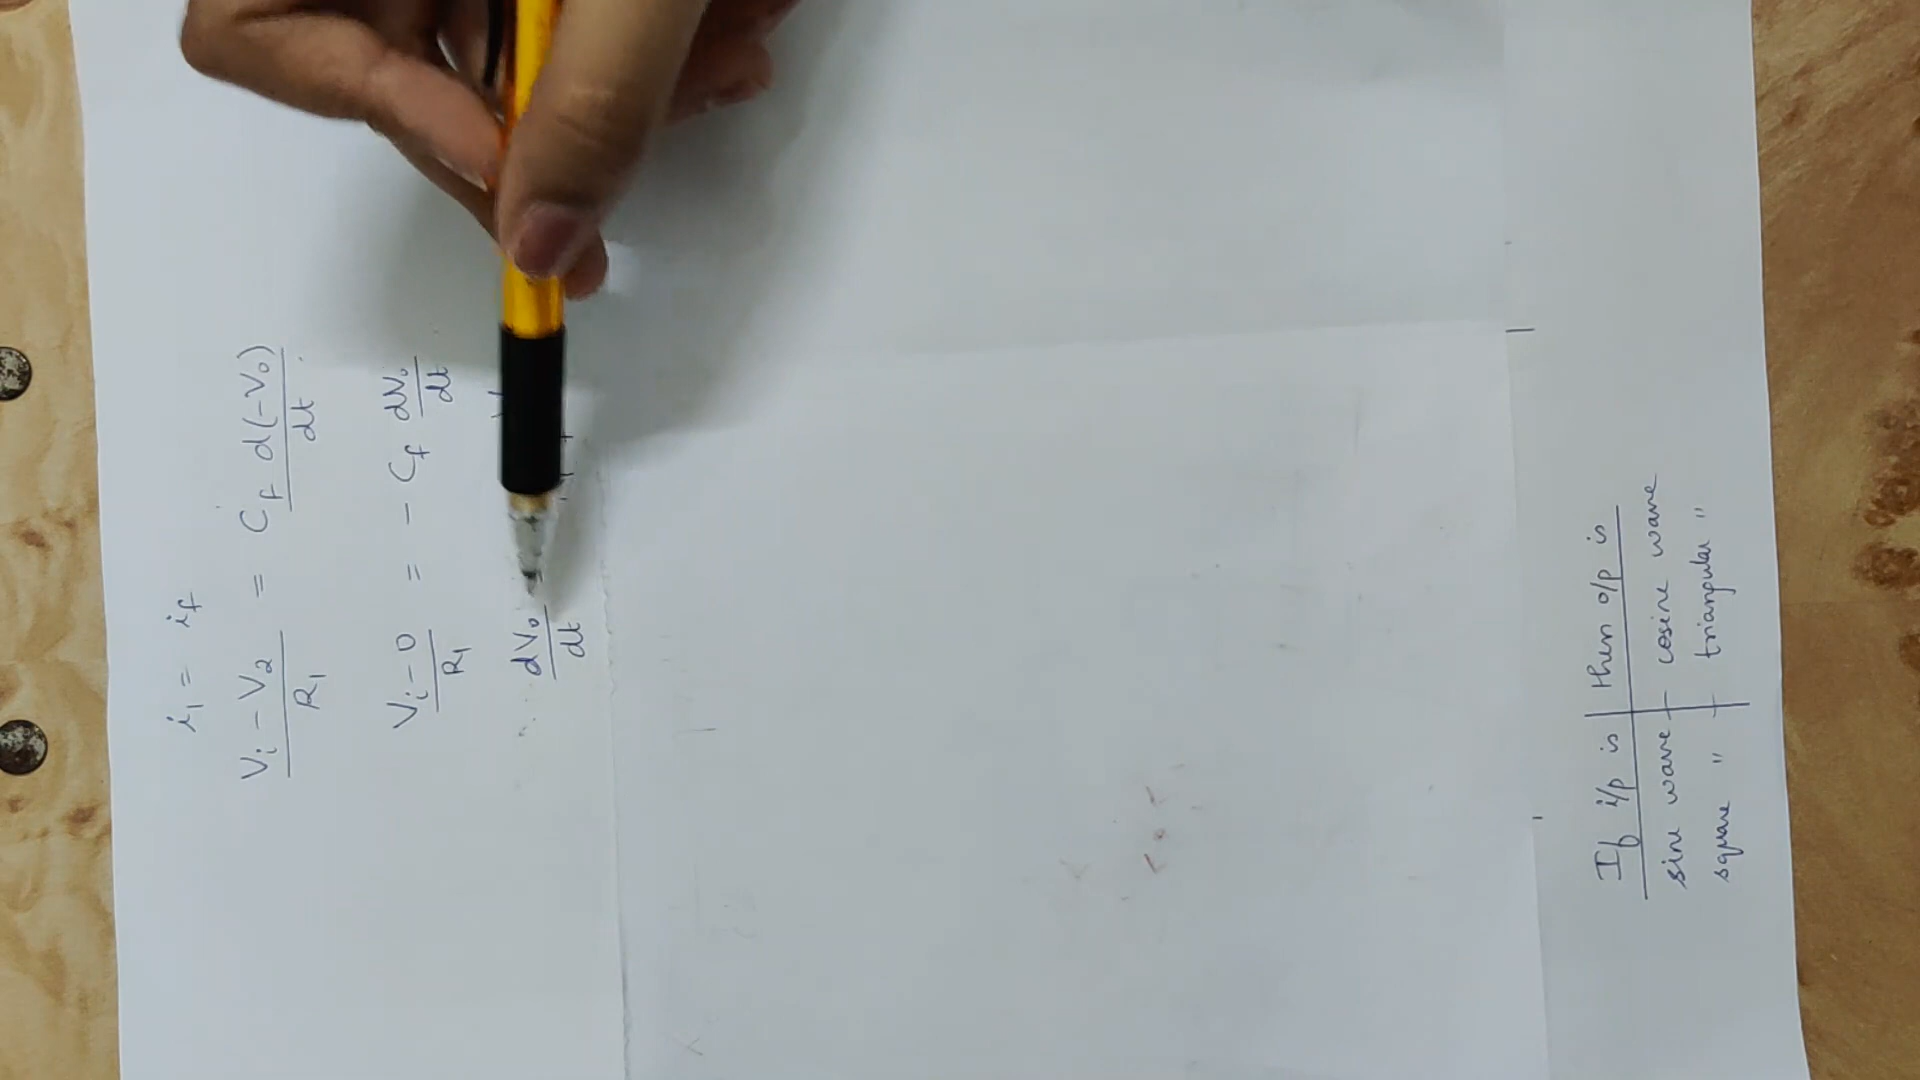 i₁ = i_f
(V_i - V₂)/R₁ = C_f d(-V₀)/dt
(V_i - 0)/R₁ = - C_f dV₀/dt
dV₀/dt
If i/p is | then o/p is
sine wave - cosine wave
square " - triangular "